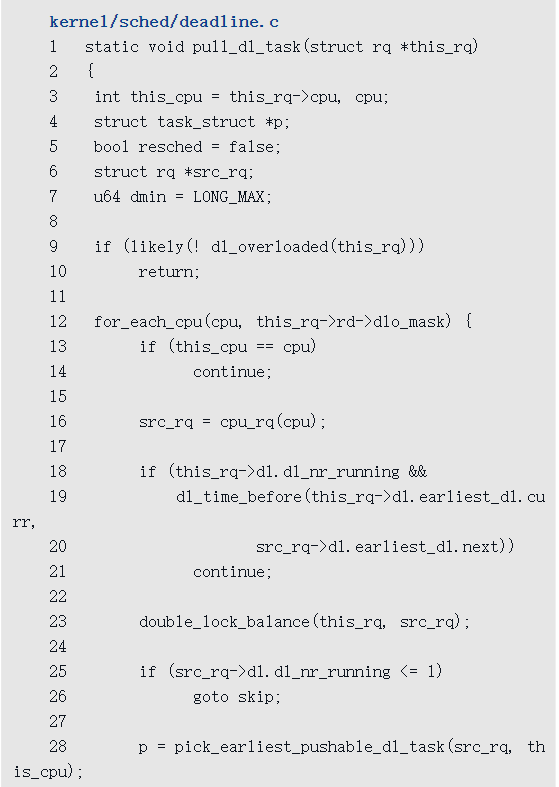 kernel/sched/deadline.c
1 static void pull_dl_task(struct rq *this_rq)
2 {
3 int this_cpu = this_rq->cpu, cpu;
4 struct task_struct *p;
5 bool resched = false;
6 struct rq *src_rq;
7 u64 dmin = LONG_MAX;
8
9 if (likely(! dl_overloaded(this_rq)))
10 return;
11
12 for_each_cpu(cpu, this_rq->rd->dlo_mask) {
13 if (this_cpu == cpu)
14 continue;
15
16 src_rq = cpu_rq(cpu);
17
18 if (this_rq->dl.dl_nr_running &&
19 dl_time_before(this_rq->dl.earliest_dl.cu
rr,
20 src_rq->dl.earliest_dl.next))
21 continue;
22
23 double_lock_balance(this_rq, src_rq);
24
25 if (src_rq->dl.dl_nr_running <= 1)
26 goto skip;
27
28 p = pick_earliest_pushable_dl_task(src_rq, th
is_cpu);